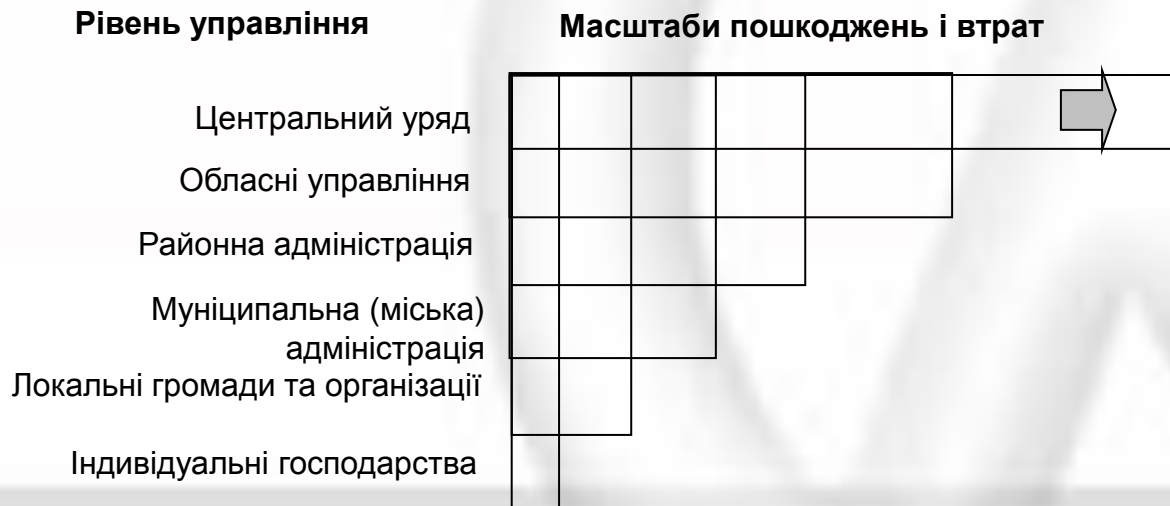 Рівень управління
Масштаби пошкоджень і втрат
Центральний уряд
Обласні управління
Районна адміністрація
Муніципальна (міська)
адміністрація
Локальні громади та організації
Індивідуальні господарства